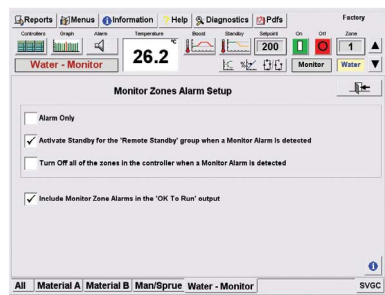 Reports Menus Information Help Diagnostics Pdfs Factory
Controllers Graph Alarm Temperature Boost Standby Setpoint On Off Zone
26.2 °C 200 1
Water - Monitor Monitor Water
Monitor Zones Alarm Setup
Alarm Only
Activate Standby for the 'Remote Standby' group when a Monitor Alarm is detected
Turn Off all of the zones in the controller when a Monitor Alarm is detected
Include Monitor Zone Alarms in the 'OK To Run' output
All Material A Material B Man/Sprue Water - Monitor SVGC